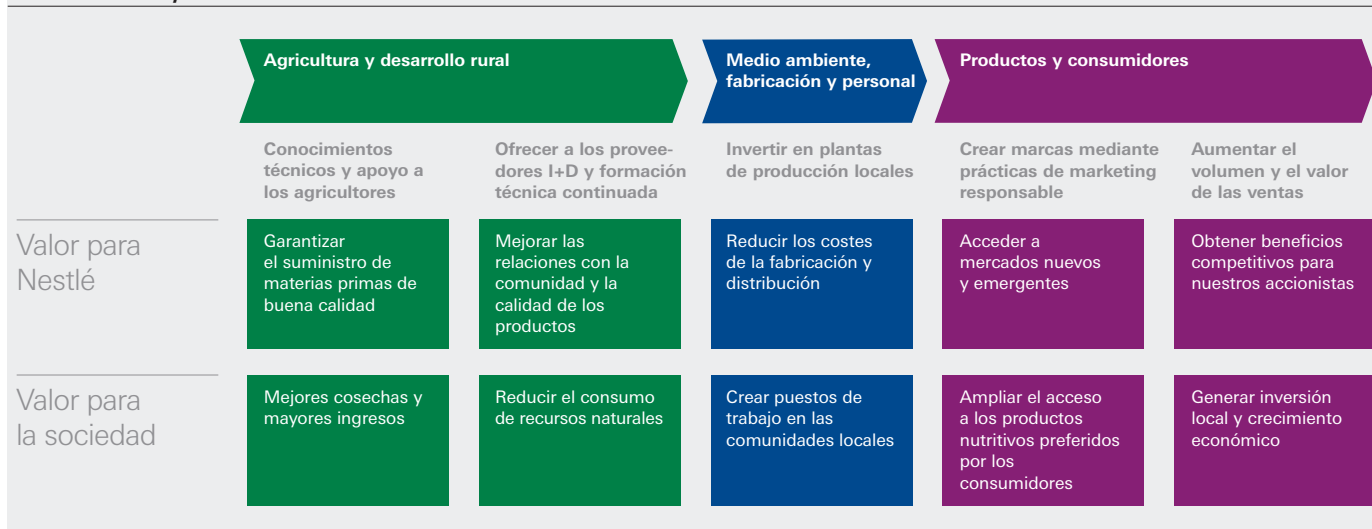 Agricultura y desarrollo rural
Medio ambiente,
fabricación y personal
Productos y consumidores
Conocimientos
técnicos y apoyo a
los agricultores
Ofrecer a los provee-
dores I+D y formación
técnica continuada
Invertir en plantas
de producción locales
Crear marcas mediante
prácticas de marketing
responsable
Aumentar el
volumen y el valor
de las ventas
Valor para
Nestlé
Garantizar
el suministro de
materias primas de
buena calidad
Mejorar las
relaciones con la
comunidad y la
calidad de los
productos
Reducir los costes
de la fabricación y
distribución
Acceder a
mercados nuevos
y emergentes
Obtener beneficios
competitivos para
nuestros accionistas
Valor para
la sociedad
Mejores cosechas y
mayores ingresos
Reducir el consumo
de recursos naturales
Crear puestos de
trabajo en las
comunidades locales
Ampliar el acceso
a los productos
nutritivos preferidos
por los
consumidores
Generar inversión
local y crecimiento
económico